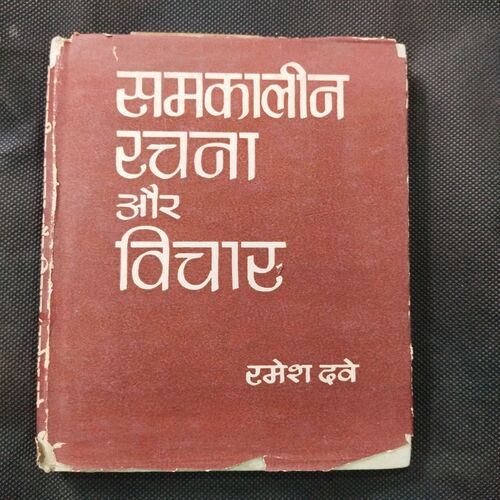 समकालीन
रचना
और
विचार
रमेश दवे